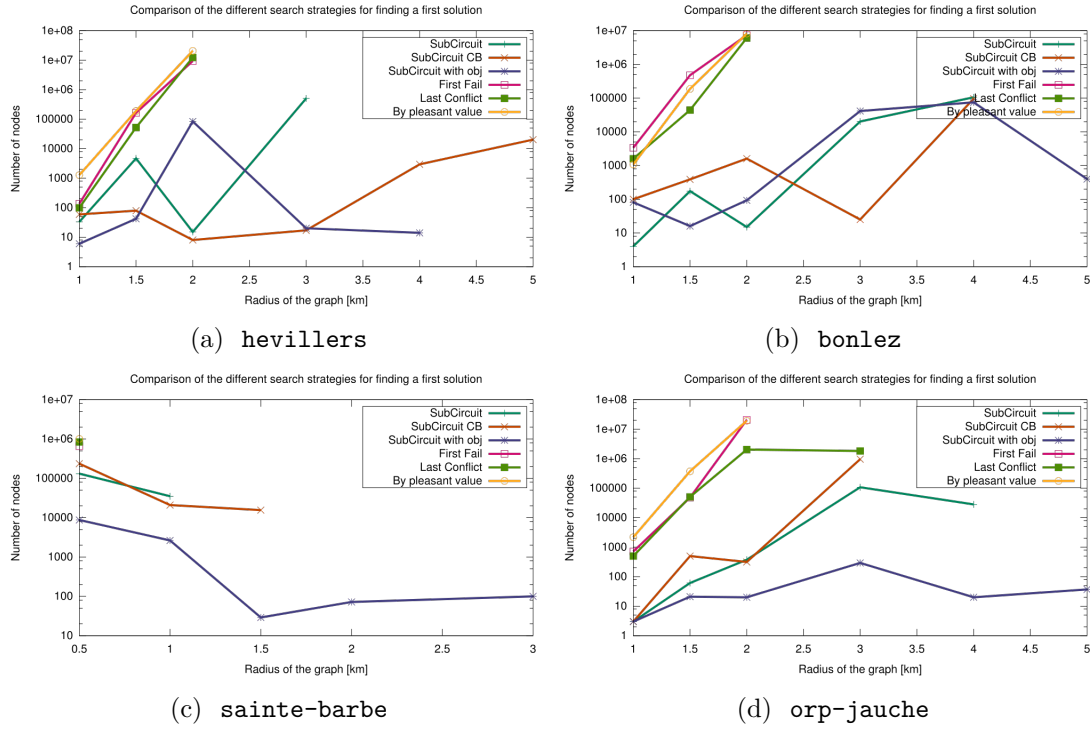 Comparison of the different search strategies for finding a first solution
1e+08
1e+07
1e+06
100000
10000
1000
100
10
1
Number of nodes
SubCircuit
SubCircuit CB
SubCircuit with obj
First Fail
Last Conflict
By pleasant value
1 1.5 2 2.5 3 3.5 4 4.5 5
Radius of the graph [km]
(a) hevillers
Comparison of the different search strategies for finding a first solution
1e+07
1e+06
100000
10000
1000
100
10
1
Number of nodes
SubCircuit
SubCircuit CB
SubCircuit with obj
First Fail
Last Conflict
By pleasant value
1 1.5 2 2.5 3 3.5 4 4.5 5
Radius of the graph [km]
(b) bonlez
Comparison of the different search strategies for finding a first solution
1e+07
1e+06
100000
10000
1000
100
10
Number of nodes
SubCircuit
SubCircuit CB
SubCircuit with obj
First Fail
Last Conflict
By pleasant value
0.5 1 1.5 2 2.5 3
Radius of the graph [km]
(c) sainte-barbe
Comparison of the different search strategies for finding a first solution
1e+08
1e+07
1e+06
100000
10000
1000
100
10
1
Number of nodes
SubCircuit
SubCircuit CB
SubCircuit with obj
First Fail
Last Conflict
By pleasant value
1 1.5 2 2.5 3 3.5 4 4.5 5
Radius of the graph [km]
(d) orp-jauche